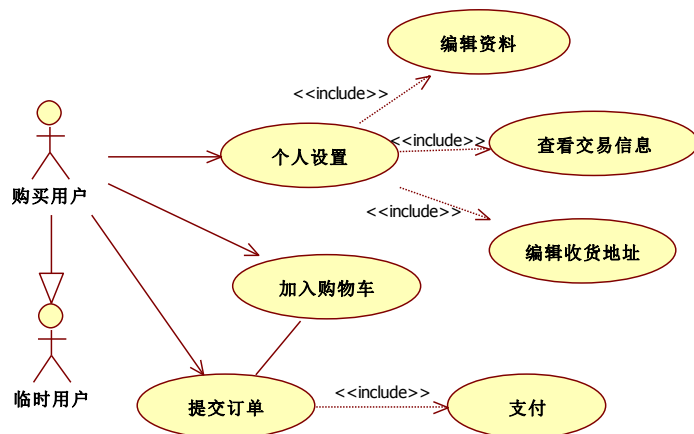 编辑资料
<<include>>
购买用户
个人设置
<<include>>
查看交易信息
<<include>>
编辑收货地址
加入购物车
临时用户
提交订单
<<include>>
支付